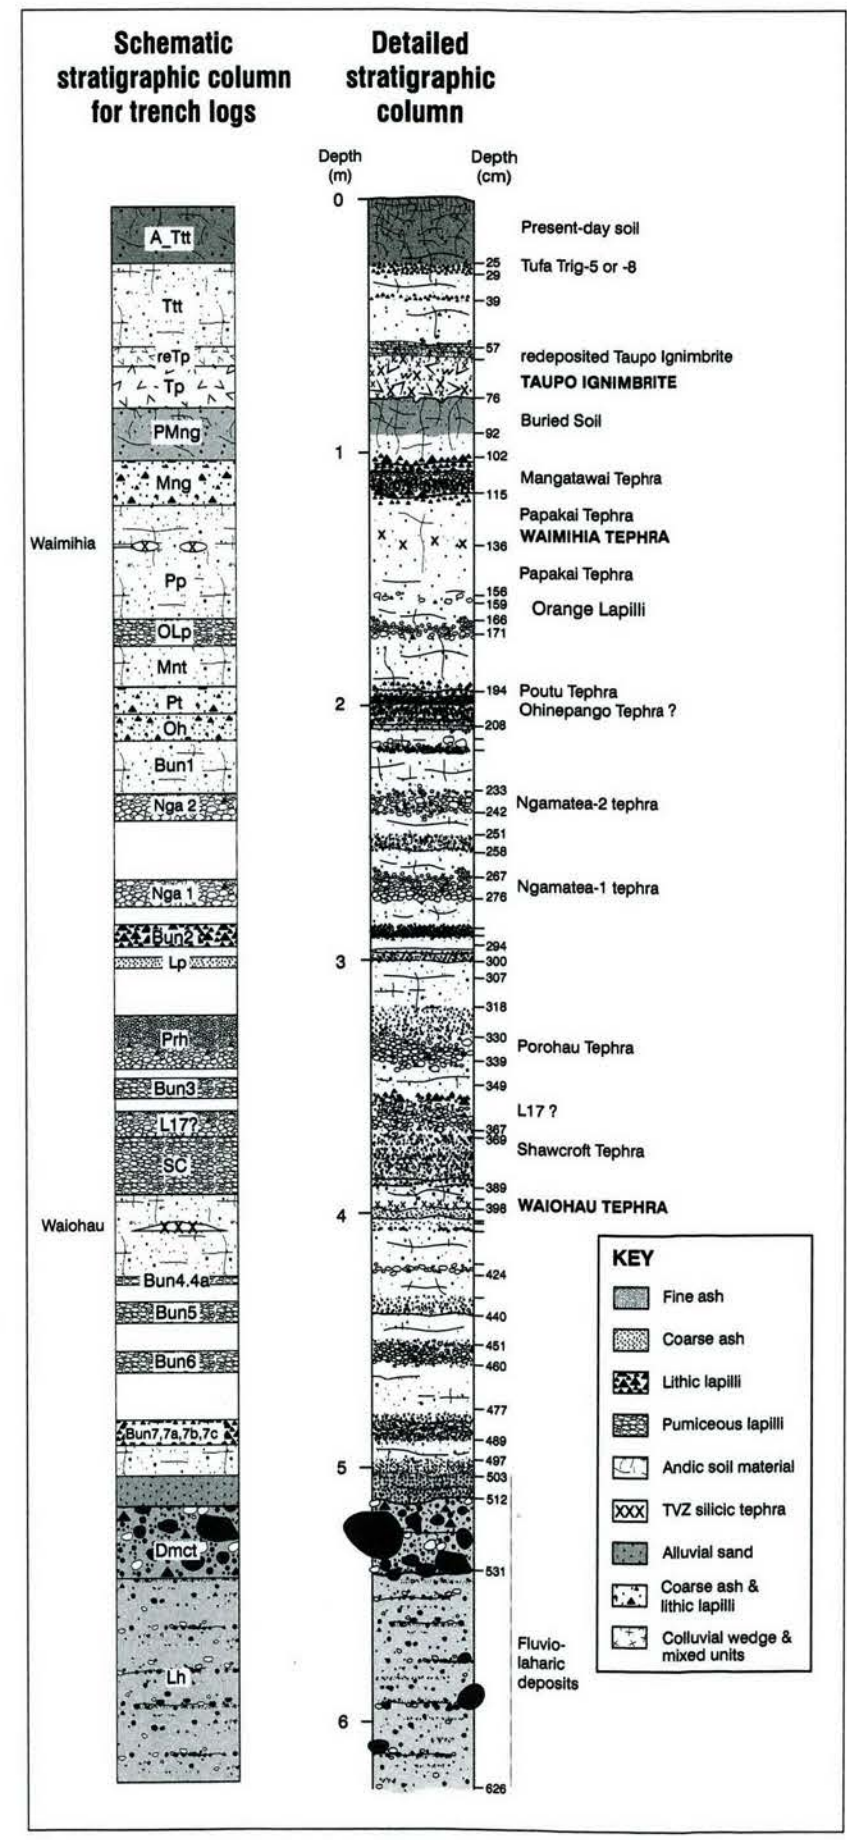 Schematic
stratigraphic column
for trench logs
Detailed
stratigraphic
column
Depth
(m)
Depth
(cm)
A_Ttt
Ttt
reTp
Tp
PMng
Mng
Waimihia
X X
Pp
OLp
Mnt
Pt
Oh
Bun1
Nga 2
Nga 1
Bun2
Lp
Prh
Bun3
L17?
SC
Waiohau
XXX
Bun4.4a
Bun5
Bun6
Bun7,7a,7b,7c
Dmct
Lh
0
1
2
3
4
5
6
25
29
39
57
76
92
102
115
136
156
159
166
171
194
208
233
242
251
258
267
276
294
300
307
318
330
339
349
367
369
389
398
424
440
451
460
477
489
497
503
512
531
626
Present-day soil
Tufa Trig-5 or -8
redeposited Taupo Ignimbrite
TAUPO IGNIMBRITE
Buried Soil
Mangatawai Tephra
Papakai Tephra
WAIMIHIA TEPHRA
Papakai Tephra
Orange Lapilli
Poutu Tephra
Ohinepango Tephra ?
Ngamatea-2 tephra
Ngamatea-1 tephra
Porohau Tephra
L17 ?
Shawcroft Tephra
WAIOHAU TEPHRA
Fluvio-
laharic
deposits
KEY
Fine ash
Coarse ash
Lithic lapilli
Pumiceous lapilli
Andic soil material
XXX TVZ silicic tephra
Alluvial sand
Coarse ash &
lithic lapilli
Colluvial wedge &
mixed units